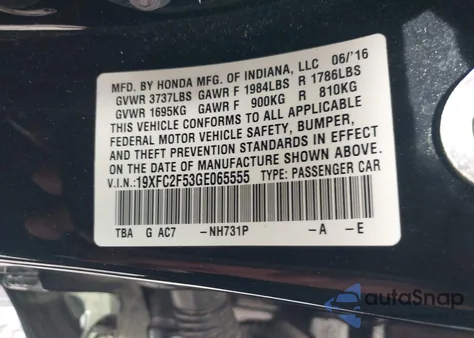 MFD. BY HONDA MFG. OF INDIANA, LLC 06/'16
GVWR 3737LBS GAWR F 1984LBS R 1786LBS
GVWR 1695KG GAWR F 900KG R 810KG
THIS VEHICLE CONFORMS TO ALL APPLICABLE
FEDERAL MOTOR VEHICLE SAFETY, BUMPER,
AND THEFT PREVENTION STANDARDS IN EFFECT
ON THE DATE OF MANUFACTURE SHOWN ABOVE.
V.I.N.: 19XFC2F53GE065555 TYPE: PASSENGER CAR
TBA G AC7 -NH731P -A -E
autoSnap